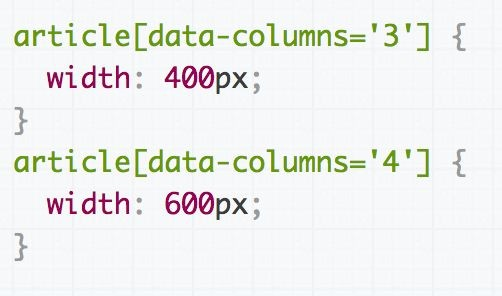 article[data-columns='3'] {
  width: 400px;
}
article[data-columns='4'] {
  width: 600px;
}